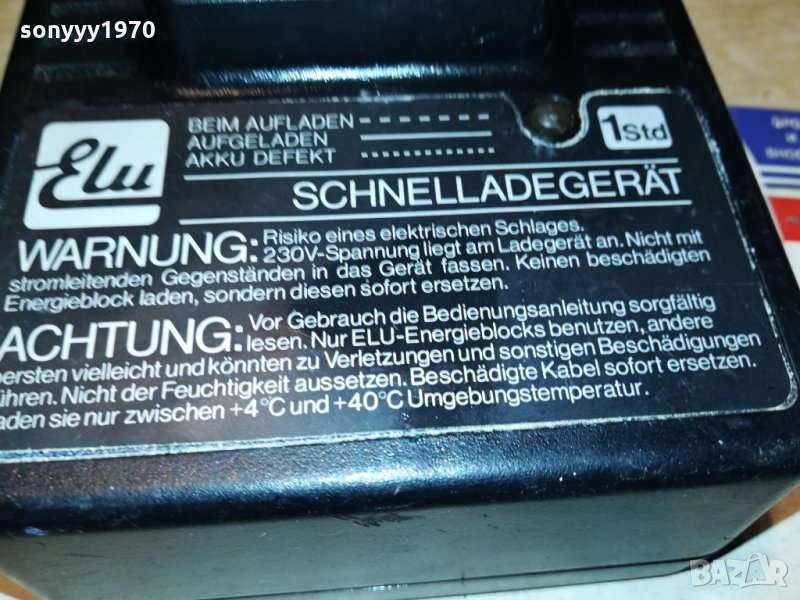 sonyyy1970
Elu
BEIM AUFLADEN
AUFGELADEN
AKKU DEFEKT
1Std
SCHNELLADEGERÄT
WARNUNG: Risiko eines elektrischen Schlages.
230V-Spannung liegt am Ladegerät an. Nicht mit
stromleitenden Gegenständen in das Gerät fassen. Keinen beschädigten
Energieblock laden, sondern diesen sofort ersetzen.
ACHTUNG: Vor Gebrauch die Bedienungsanleitung sorgfältig
lesen. Nur ELU-Energieblocks benutzen, andere
bersten vielleicht und könnten zu Verletzungen und sonstigen Beschädigungen
führen. Nicht der Feuchtigkeit aussetzen. Beschädigte Kabel sofort ersetzen.
aden sie nur zwischen +4°C und +40°C Umgebungstemperatur.
BAZAR